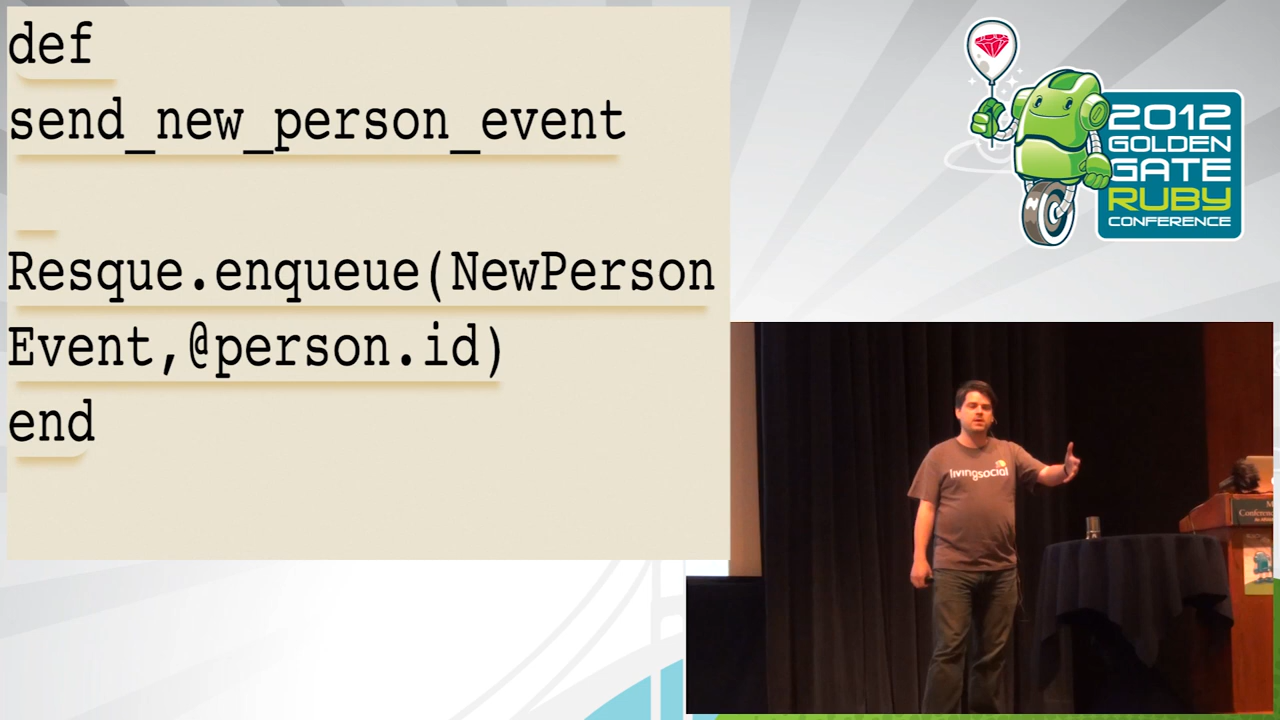 def
send_new_person_event
Resque.enqueue(NewPerson
Event,@person.id)
end
2012
GOLDEN
GATE
RUBY
CONFERENCE
livingsocial